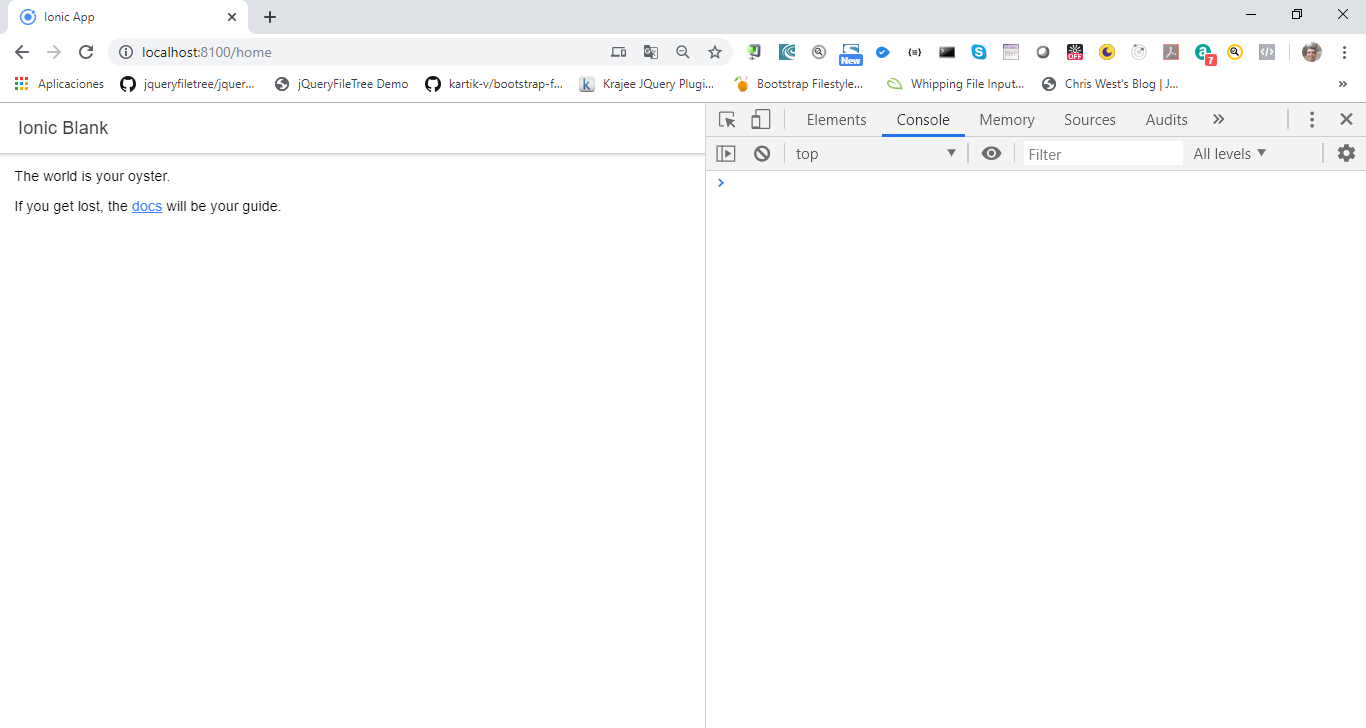 Ionic App
localhost:8100/home
New
OFF
7
Aplicaciones jqueryfiletree/jquer... jQueryFileTree Demo kartik-v/bootstrap-f... Krajee JQuery Plugi... Bootstrap Filestyle... Whipping File Input... Chris West's Blog | J... »
Ionic Blank
The world is your oyster.
If you get lost, the docs will be your guide.
Elements Console Memory Sources Audits »
top Filter All levels